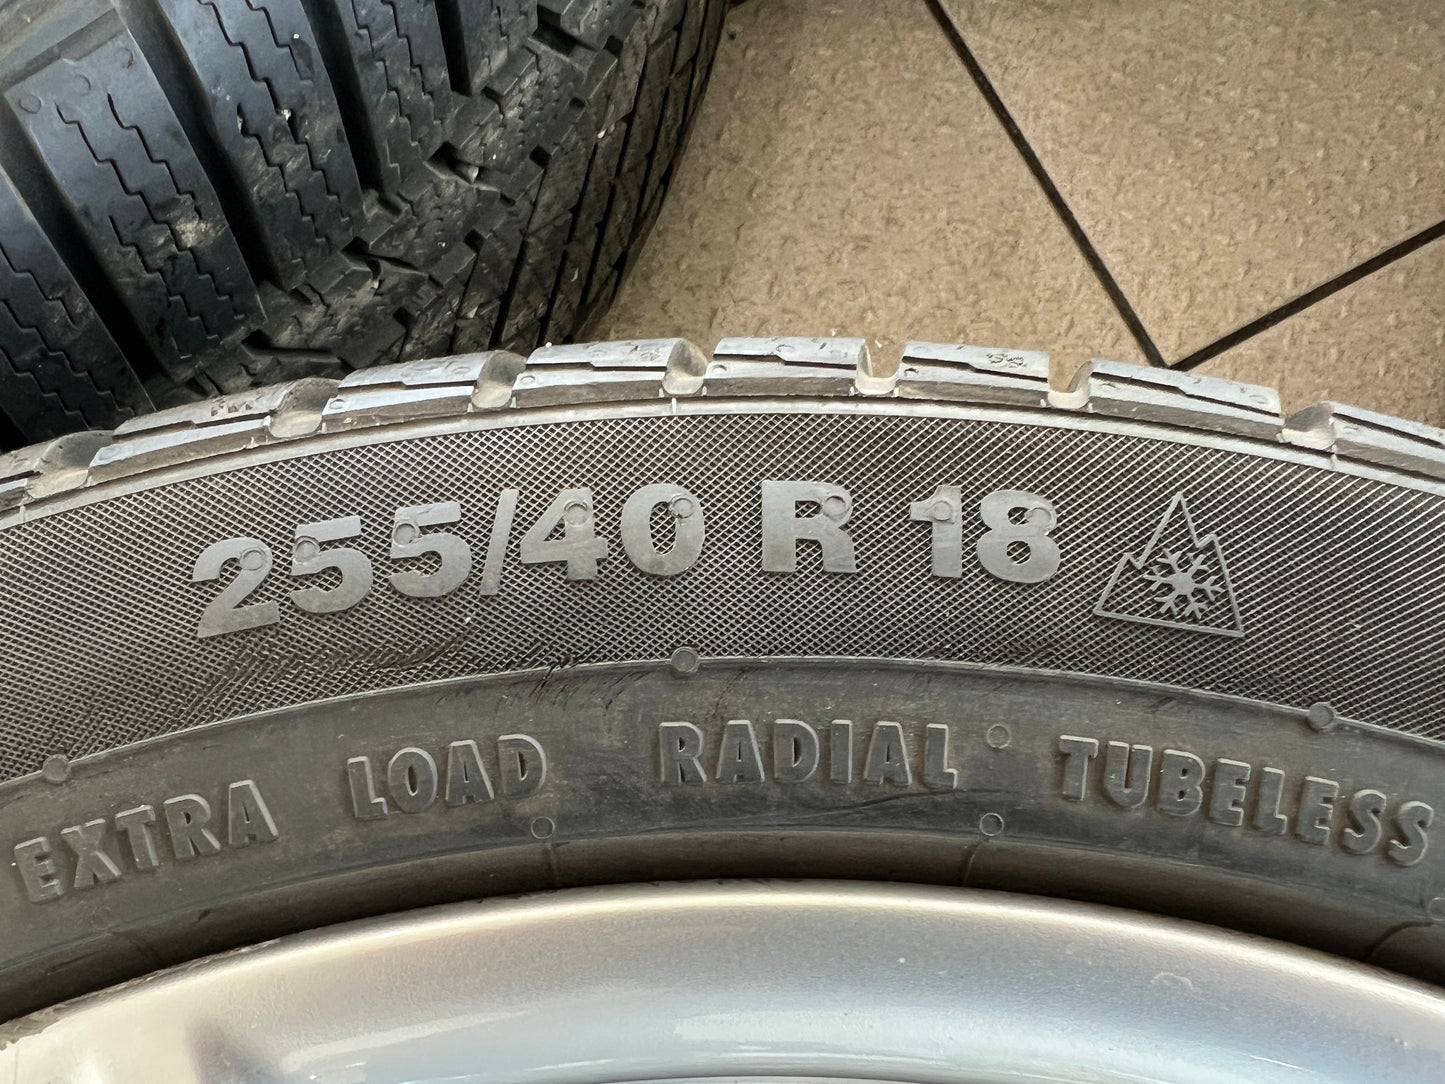 255/40 R 18
EXTRA LOAD RADIAL TUBELESS